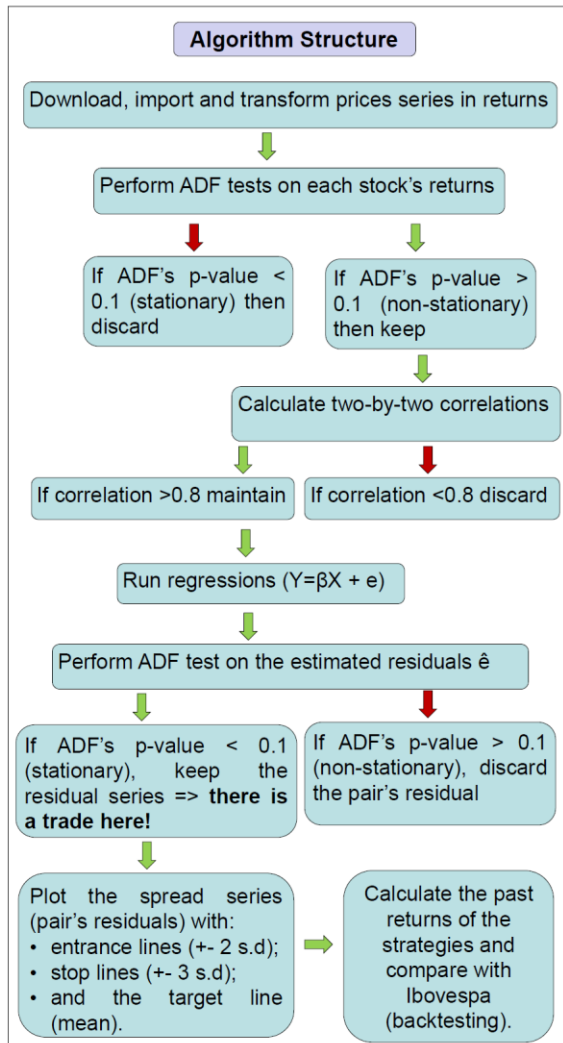 Algorithm Structure
Download, import and transform prices series in returns
Perform ADF tests on each stock's returns
If ADF's p-value <
0.1 (stationary) then
discard
If ADF's p-value >
0.1 (non-stationary)
then keep
Calculate two-by-two correlations
If correlation >0.8 maintain
If correlation <0.8 discard
Run regressions (Y=βX + e)
Perform ADF test on the estimated residuals ê
If ADF's p-value < 0.1
(stationary), keep the
residual series => there is
a trade here!
If ADF's p-value > 0.1
(non-stationary), discard
the pair's residual
Plot the spread series
(pair's residuals) with:
• entrance lines (+- 2 s.d);
• stop lines (+- 3 s.d);
• and the target line
(mean).
Calculate the past
returns of the
strategies and
compare with
Ibovespa
(backtesting).